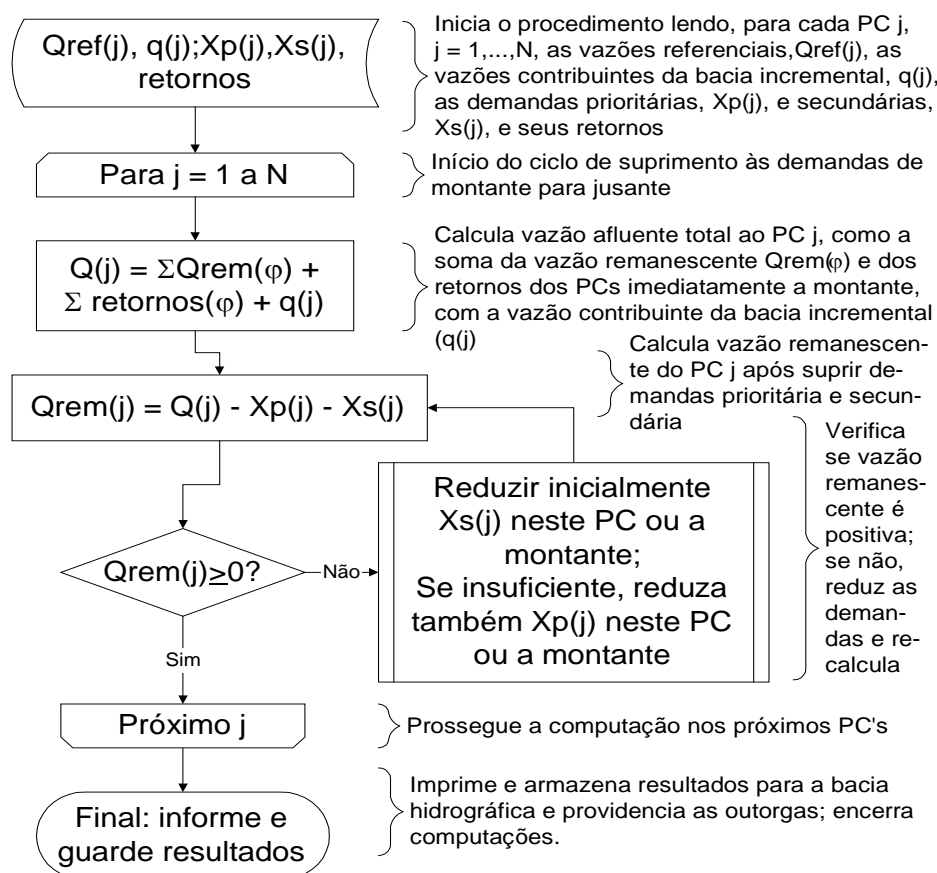 Qref(j), q(j);Xp(j),Xs(j),
retornos
Inicia o procedimento lendo, para cada PC j,
j = 1,...,N, as vazões referenciais,Qref(j), as
vazões contribuintes da bacia incremental, q(j),
as demandas prioritárias, Xp(j), e secundárias,
Xs(j), e seus retornos
Para j = 1 a N
Início do ciclo de suprimento às demandas de
montante para jusante
Q(j) = ΣQrem(φ) +
Σ retornos(φ) + q(j)
Calcula vazão afluente total ao PC j, como a
soma da vazão remanescente Qrem(φ) e dos
retornos dos PCs imediatamente a montante,
com a vazão contribuinte da bacia incremental
(q(j)
Qrem(j) = Q(j) - Xp(j) - Xs(j)
Calcula vazão remanescen-
te do PC j após suprir de-
mandas prioritária e secun-
dária
Qrem(j)≥0?
Não
Reduzir inicialmente
Xs(j) neste PC ou a
montante;
Se insuficiente, reduza
também Xp(j) neste PC
ou a montante
Verifica
se vazão
remanes-
cente é
positiva;
se não,
reduz as
deman-
das e re-
calcula
Sim
Próximo j
Prossegue a computação nos próximos PC's
Final: informe e
guarde resultados
Imprime e armazena resultados para a bacia
hidrográfica e providencia as outorgas; encerra
computações.